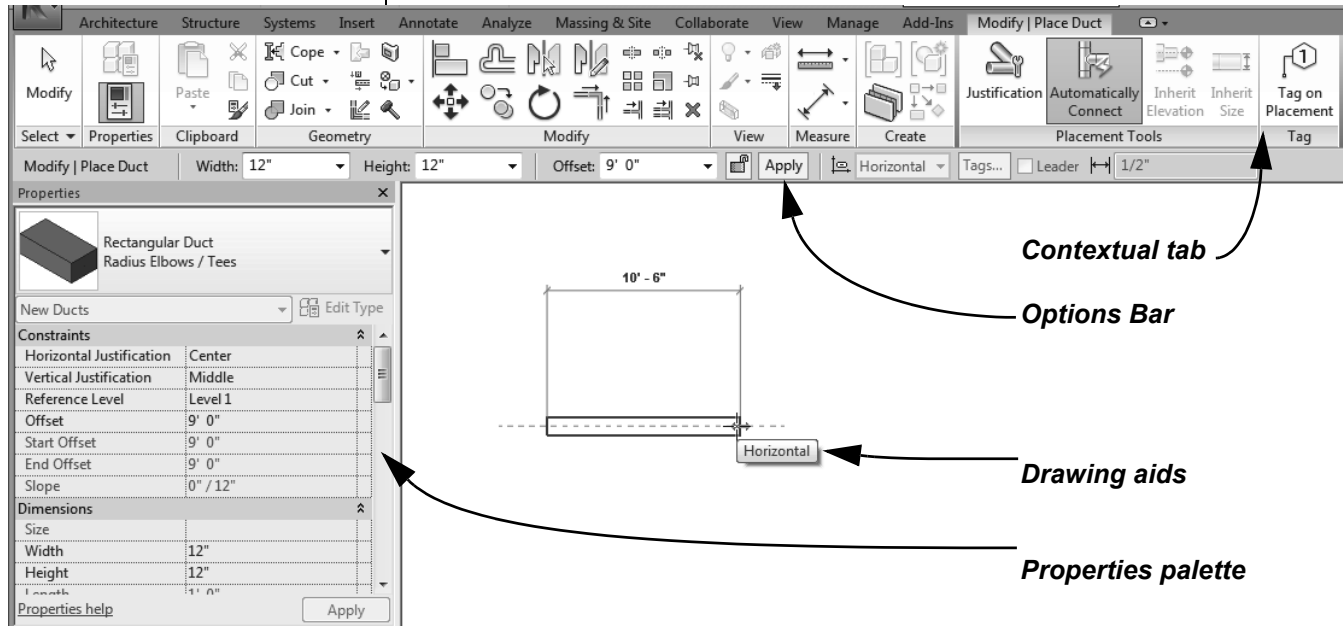 Architecture Structure Systems Insert Annotate Analyze Massing & Site Collaborate View Manage Add-Ins Modify | Place Duct
Modify Paste Cope Cut Join Justification Automatically Connect Inherit Elevation Inherit Size 1 Tag on Placement
Select Properties Clipboard Geometry Modify View Measure Create Placement Tools Tag
Modify | Place Duct Width: 12" Height: 12" Offset: 9' 0" Apply Horizontal Tags... Leader 1/2"
Properties
Rectangular Duct
Radius Elbows / Tees
New Ducts Edit Type
Constraints
Horizontal Justification Center
Vertical Justification Middle
Reference Level Level 1
Offset 9' 0"
Start Offset 9' 0"
End Offset 9' 0"
Slope 0" / 12"
Dimensions
Size
Width 12"
Height 12"
Length 1' 0"
Properties help Apply
10' - 6"
Horizontal
Contextual tab
Options Bar
Drawing aids
Properties palette